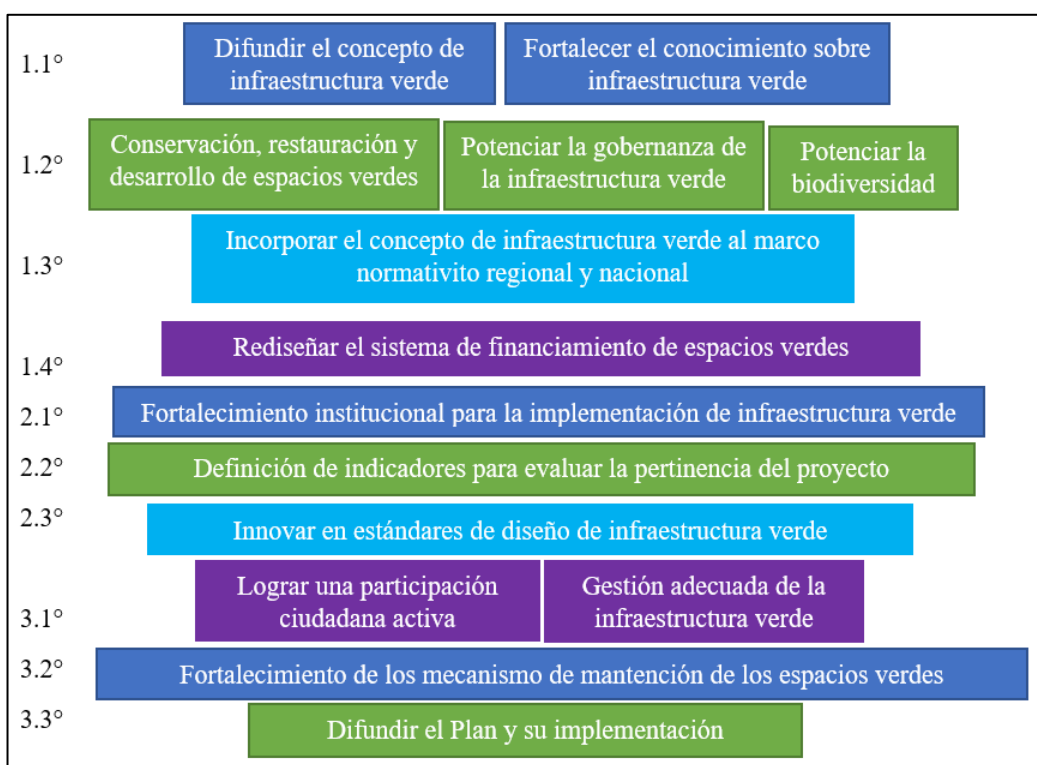 1.1°
Difundir el concepto de
infraestructura verde
Fortalecer el conocimiento sobre
infraestructura verde
1.2°
Conservación, restauración y
desarrollo de espacios verdes
Potenciar la gobernanza de
la infraestructura verde
Potenciar la
biodiversidad
1.3°
Incorporar el concepto de infraestructura verde al marco
normativito regional y nacional
1.4°
Rediseñar el sistema de financiamiento de espacios verdes
2.1°
Fortalecimiento institucional para la implementación de infraestructura verde
2.2°
Definición de indicadores para evaluar la pertinencia del proyecto
2.3°
Innovar en estándares de diseño de infraestructura verde
3.1°
Lograr una participación
ciudadana activa
Gestión adecuada de la
infraestructura verde
3.2°
Fortalecimiento de los mecanismo de mantención de los espacios verdes
3.3°
Difundir el Plan y su implementación